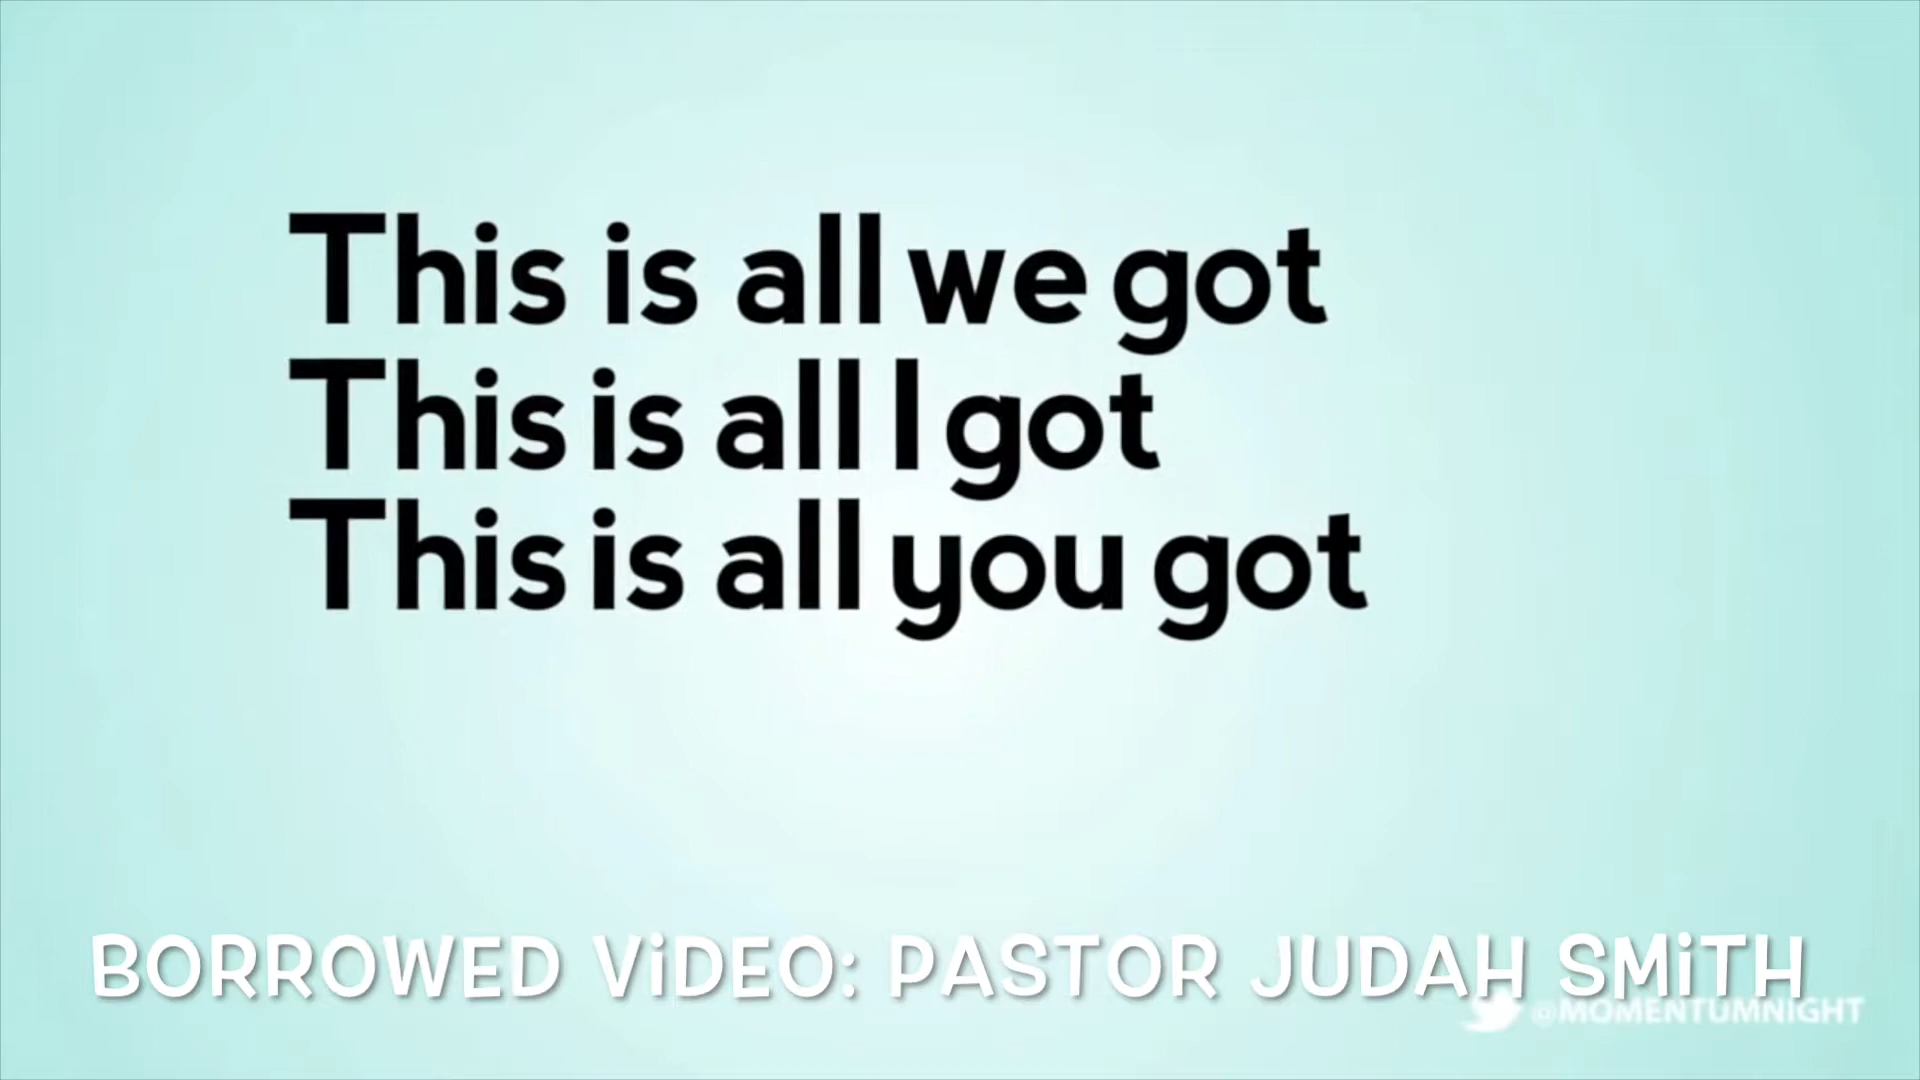 This is all we got
This is all I got
This is all you got
BORROWED ViDEO: PASTOR JUDAH SMiTH
@MOMENTUMNIGHT